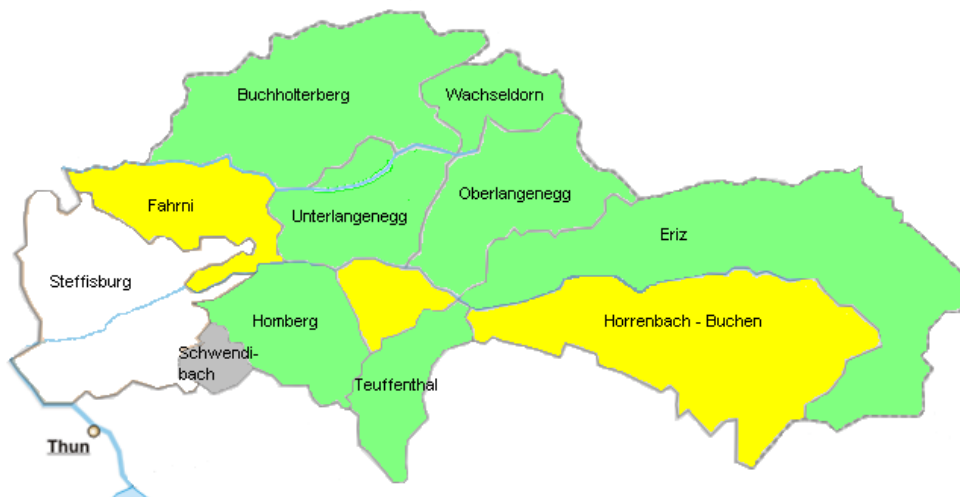 Buchholterberg
Wachseldorn
Fahrni
Unterlangenegg
Oberlangenegg
Eriz
Steffisburg
Homberg
Horrenbach - Buchen
Schwendi-
bach
Teuffenthal
Thun